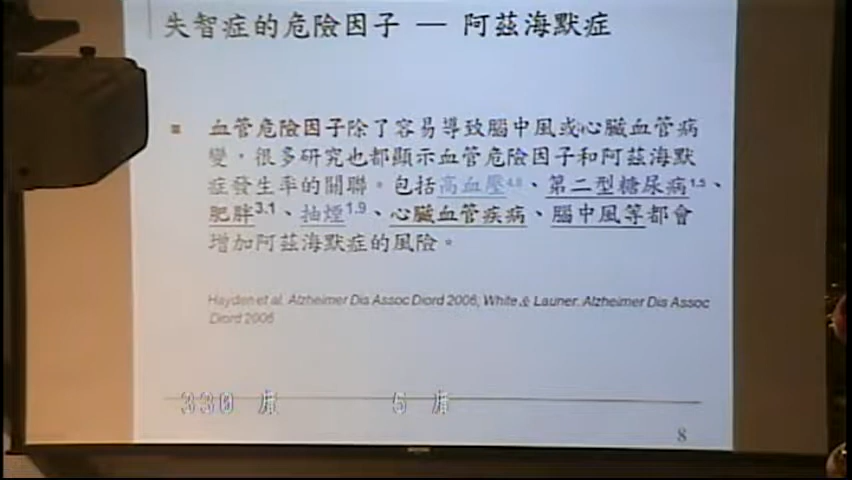 失智症的危險因子 — 阿茲海默症
■ 血管危險因子除了容易導致腦中風或心臟血管病
變，很多研究也都顯示血管危險因子和阿茲海默
症發生率的關聯。包括高血壓4.8、第二型糖尿病1.5、
肥胖3.1、抽煙1.9、心臟血管疾病、腦中風等都會
增加阿茲海默症的風險。
Hayden et al. Alzheimer Dis Assoc Diord 2006; White & Launer. Alzheimer Dis Assoc
Diord 2006
330 度 5 度
8